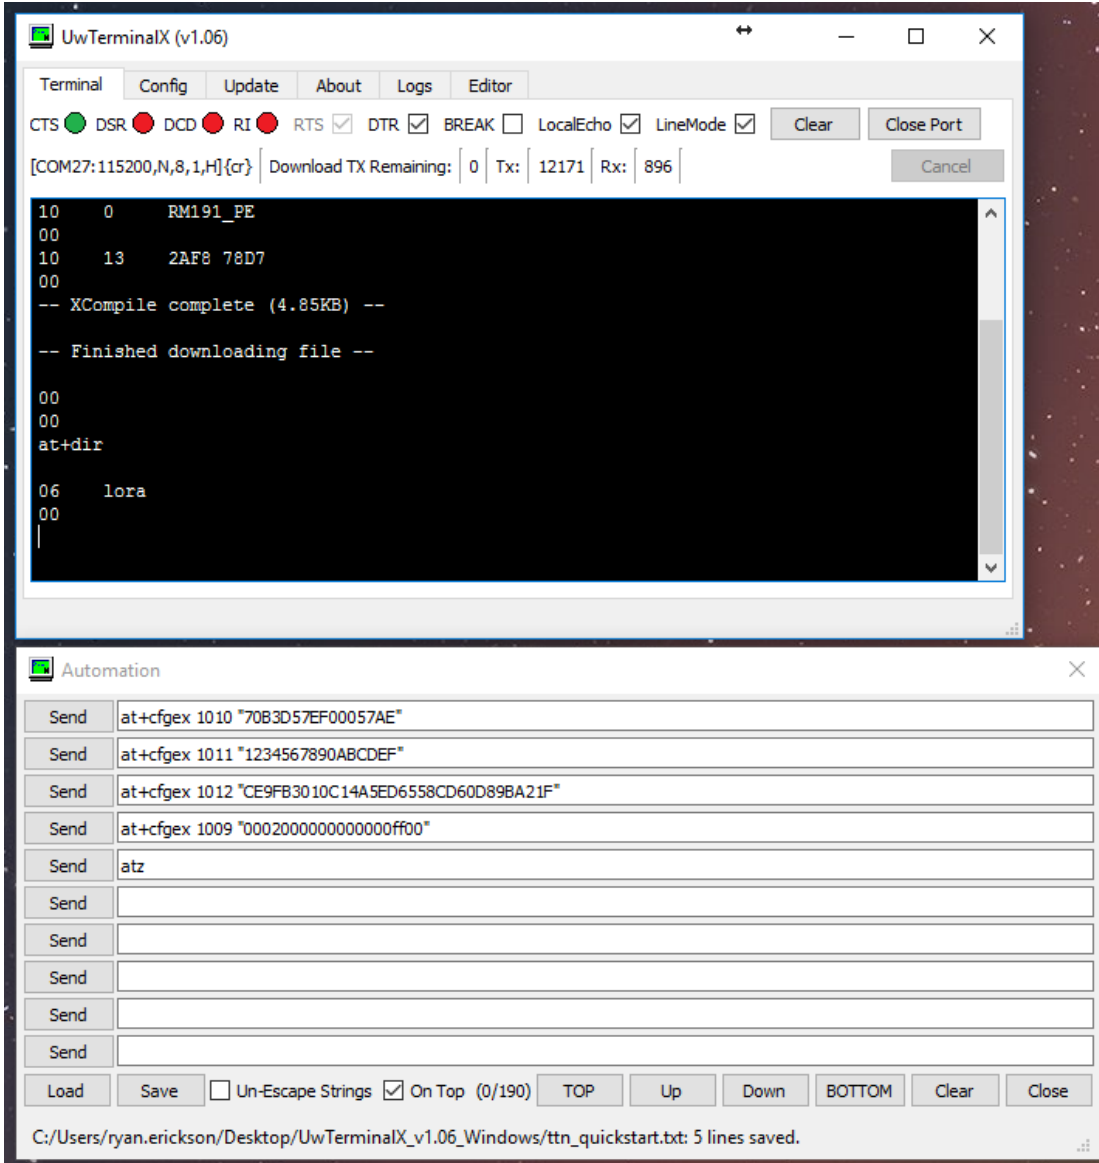 UwTerminalX (v1.06)
Terminal Config Update About Logs Editor
CTS DSR DCD RI RTS DTR BREAK LocalEcho LineMode Clear Close Port
[COM27:115200,N,8,1,H]{cr} Download TX Remaining: 0 Tx: 12171 Rx: 896 Cancel
10 0 RM191_PE
00
10 13 2AF8 78D7
00
-- XCompile complete (4.85KB) --
-- Finished downloading file --
00
00
at+dir
06 lora
00
Automation
Send at+cfgex 1010 "70B3D57EF00057AE"
Send at+cfgex 1011 "1234567890ABCDEF"
Send at+cfgex 1012 "CE9FB3010C14A5ED6558CD60D89BA21F"
Send at+cfgex 1009 "0002000000000000ff00"
Send atz
Send
Send
Send
Send
Send
Load Save Un-Escape Strings On Top (0/190) TOP Up Down BOTTOM Clear Close
C:/Users/ryan.erickson/Desktop/UwTerminalX_v1.06_Windows/ttn_quickstart.txt: 5 lines saved.